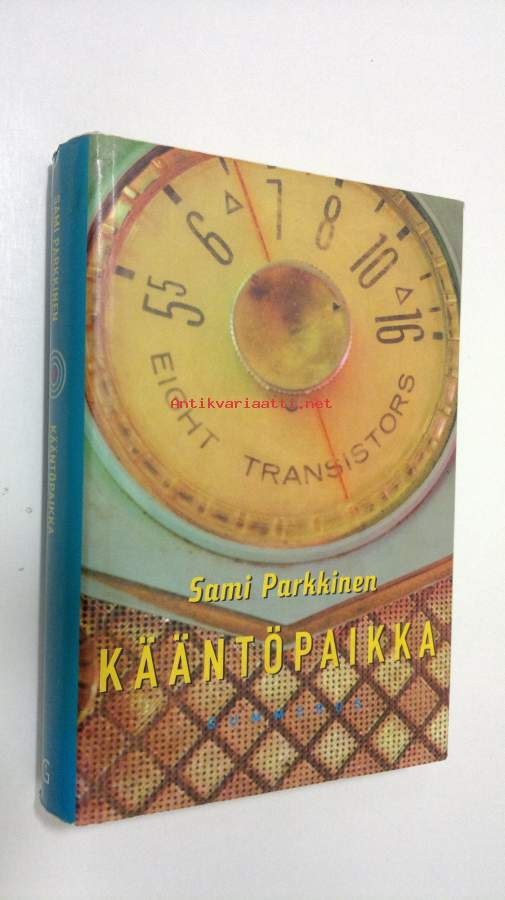 SAMI PARKKINEN
KÄÄNTÖPAIKKA
G
55 6 7 8 10 16
EIGHT TRANSISTORS
Antikvariaatti.net
Sami Parkkinen
KÄÄNTÖPAIKKA
GUMMERUS